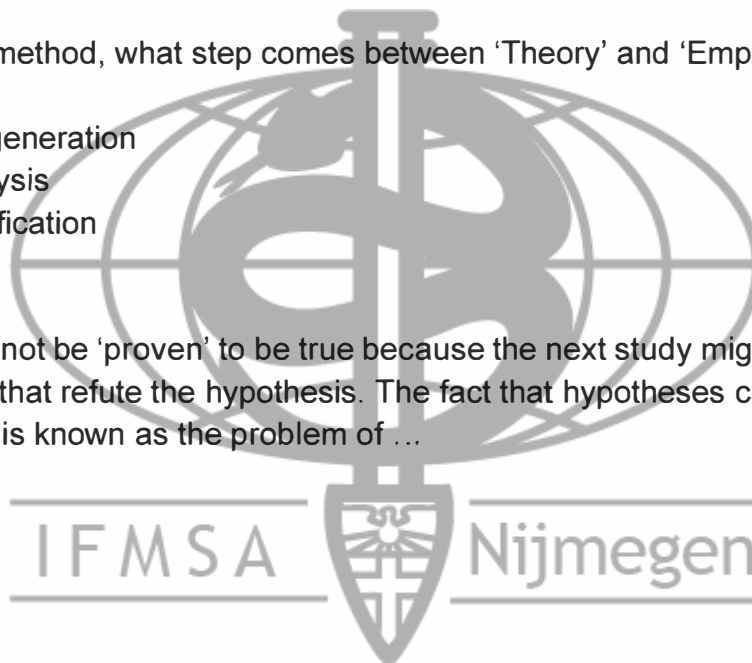 method, what step comes between ‘Theory’ and ‘Emp
eneration
ysis
fication
not be ‘proven’ to be true because the next study mig
that refute the hypothesis. The fact that hypotheses c
is known as the problem of ...
IFMSA Nijmegen